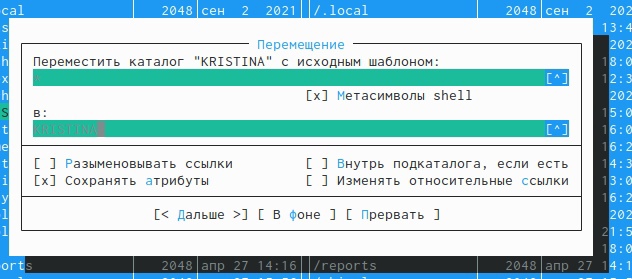 cal 2048 сен 2 2021 /.local 2048 сен 2 202
Перемещение
Переместить каталог "KRISTINA" с исходным шаблоном:
[^]
[x] Метасимволы shell
в:
KRISTINA [^]
[ ] Разыменовывать ссылки [ ] Внутрь подкаталога, если есть
[x] Сохранять атрибуты [ ] Изменять относительные ссылки
[< Дальше >] [ В фоне ] [ Прервать ]
orts 2048 апр 27 14:16 /reports 2048 апр 27 14:1